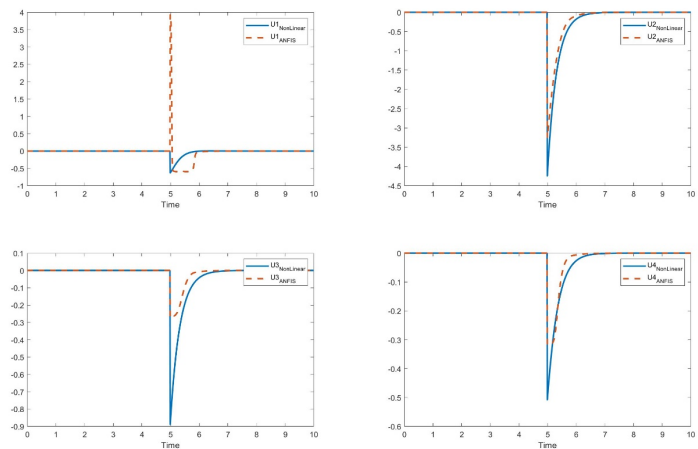 4
3.5
3
2.5
2
1.5
1
0.5
0
-0.5
-1
U1NonLinear
U1ANFIS
0 1 2 3 4 5 6 7 8 9 10
Time
0
-0.5
-1
-1.5
-2
-2.5
-3
-3.5
-4
-4.5
U2NonLinear
U2ANFIS
0 1 2 3 4 5 6 7 8 9 10
Time
0.1
0
-0.1
-0.2
-0.3
-0.4
-0.5
-0.6
-0.7
-0.8
-0.9
U3NonLinear
U3ANFIS
0 1 2 3 4 5 6 7 8 9 10
Time
0
-0.1
-0.2
-0.3
-0.4
-0.5
-0.6
U4NonLinear
U4ANFIS
0 1 2 3 4 5 6 7 8 9 10
Time